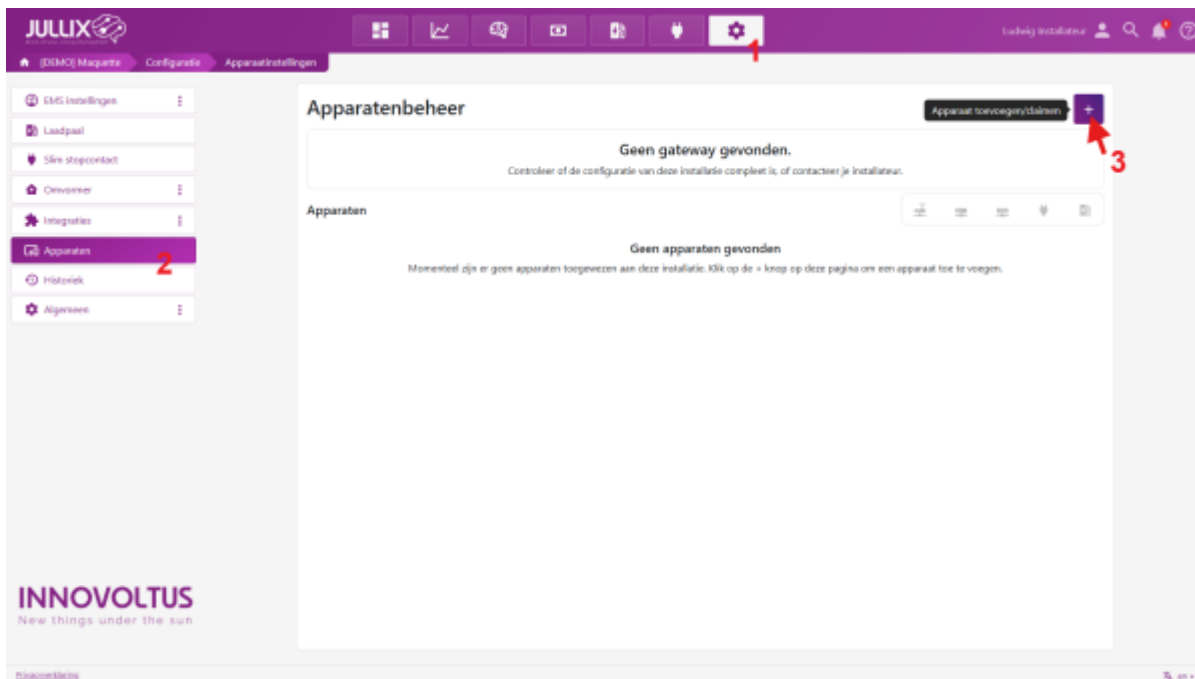 JULLIX
Ludwig Installateur
[DEMO] Maquette Configuratie Apparaatinstellingen
1
EMS instellingen
Laadpaal
Slim stopcontact
Omvormer
Integraties
Apparaten
2
Historiek
Algemeen
Apparatenbeheer
Apparaat toevoegen/claimen
+
3
Geen gateway gevonden.
Controleer of de configuratie van deze installatie compleet is, of contacteer je installateur.
Apparaten
Geen apparaten gevonden
Momenteel zijn er geen apparaten toegewezen aan deze installatie. Klik op de + knop op deze pagina om een apparaat toe te voegen.
INNOVOLTUS
New things under the sun
Privacyverklaring